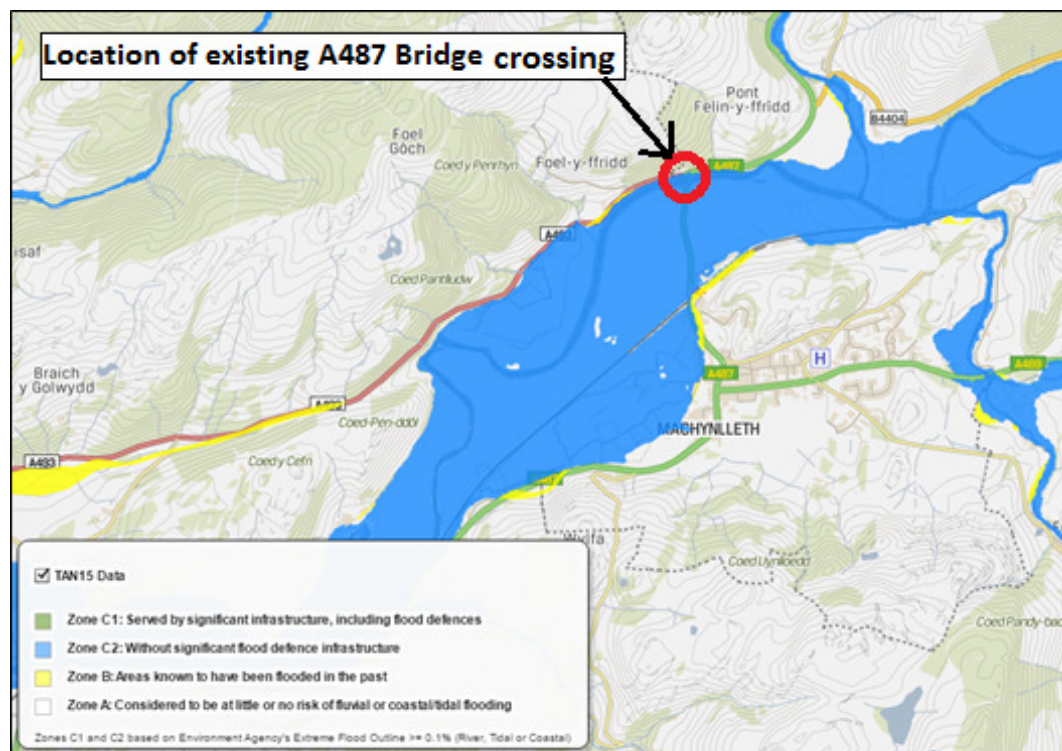 Location of existing A487 Bridge crossing
Pont
Felin-y-ffridd
B4404
Foel
Goch
Coed y Penrhyn
Foel-y-ffridd
A487
A493
isaf
Coed Pantlludw
Braich
y Golwydd
H
A489
A487
Coed-Pen-ddôl
MACHYNLLETH
A493
Coed y Cefn
Coed Llynlloedd
Coed Pandy-bac
TAN15 Data
Zone C1: Served by significant infrastructure, including flood defences
Zone C2: Without significant flood defence infrastructure
Zone B: Areas known to have been flooded in the past
Zone A: Considered to be at little or no risk of fluvial or coastal/tidal flooding
Zones C1 and C2 based on Environment Agency's Extreme Flood Outline >= 0.1% (River, Tidal or Coastal)